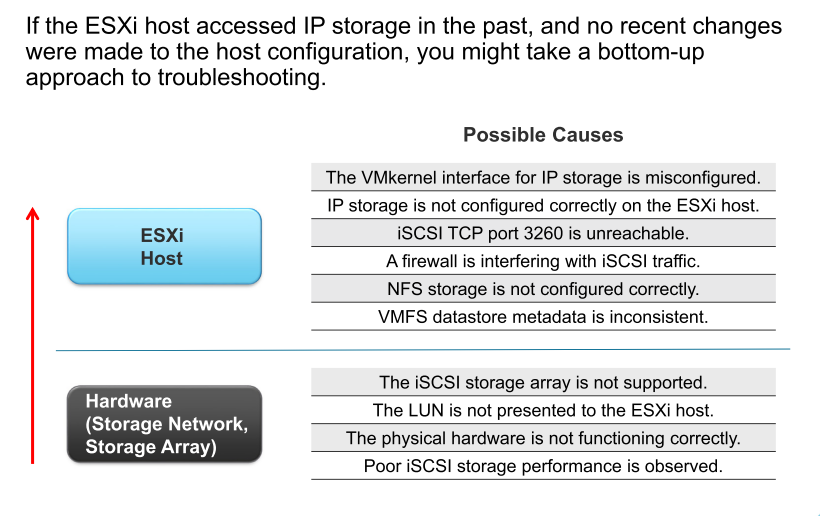 If the ESXi host accessed IP storage in the past, and no recent changes
were made to the host configuration, you might take a bottom-up
approach to troubleshooting.
Possible Causes
ESXi
Host
The VMkernel interface for IP storage is misconfigured.
IP storage is not configured correctly on the ESXi host.
iSCSI TCP port 3260 is unreachable.
A firewall is interfering with iSCSI traffic.
NFS storage is not configured correctly.
VMFS datastore metadata is inconsistent.
Hardware
(Storage Network,
Storage Array)
The iSCSI storage array is not supported.
The LUN is not presented to the ESXi host.
The physical hardware is not functioning correctly.
Poor iSCSI storage performance is observed.